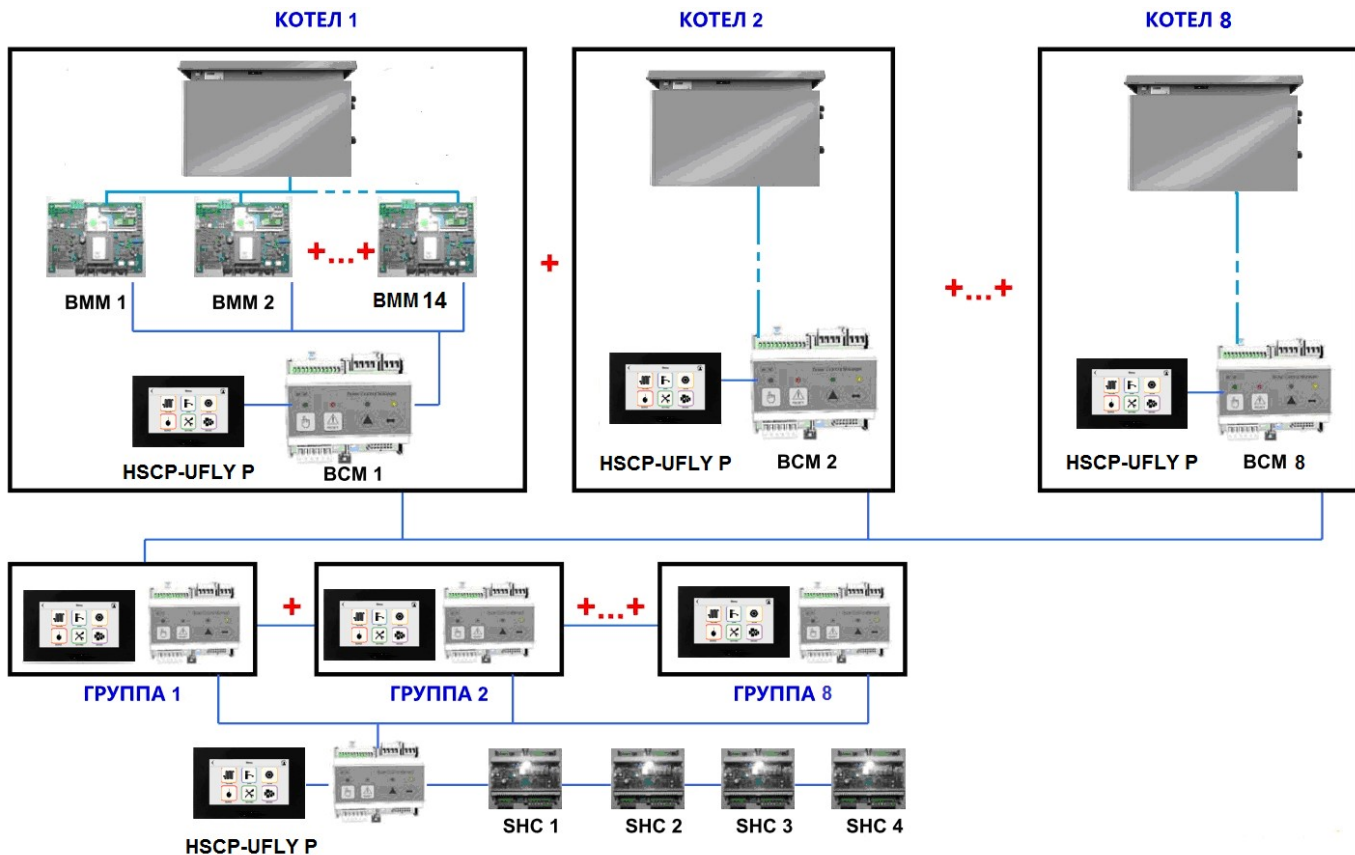 КОТЕЛ 1
КОТЕЛ 2
КОТЕЛ 8
+...+
BMM 1
BMM 2
BMM 14
+
+...+
HSCP-UFLY P
BCM 1
HSCP-UFLY P
BCM 2
HSCP-UFLY P
BCM 8
+
+...+
ГРУППА 1
ГРУППА 2
ГРУППА 8
HSCP-UFLY P
SHC 1
SHC 2
SHC 3
SHC 4